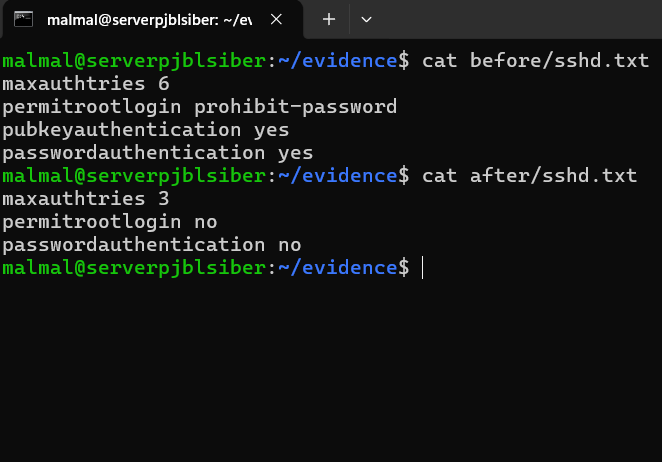 malmal@serverpjblsiber: ~/ev
malmal@serverpjblsiber:~/evidence$ cat before/sshd.txt
maxauthtries 6
permitrootlogin prohibit-password
pubkeyauthentication yes
passwordauthentication yes
malmal@serverpjblsiber:~/evidence$ cat after/sshd.txt
maxauthtries 3
permitrootlogin no
passwordauthentication no
malmal@serverpjblsiber:~/evidence$